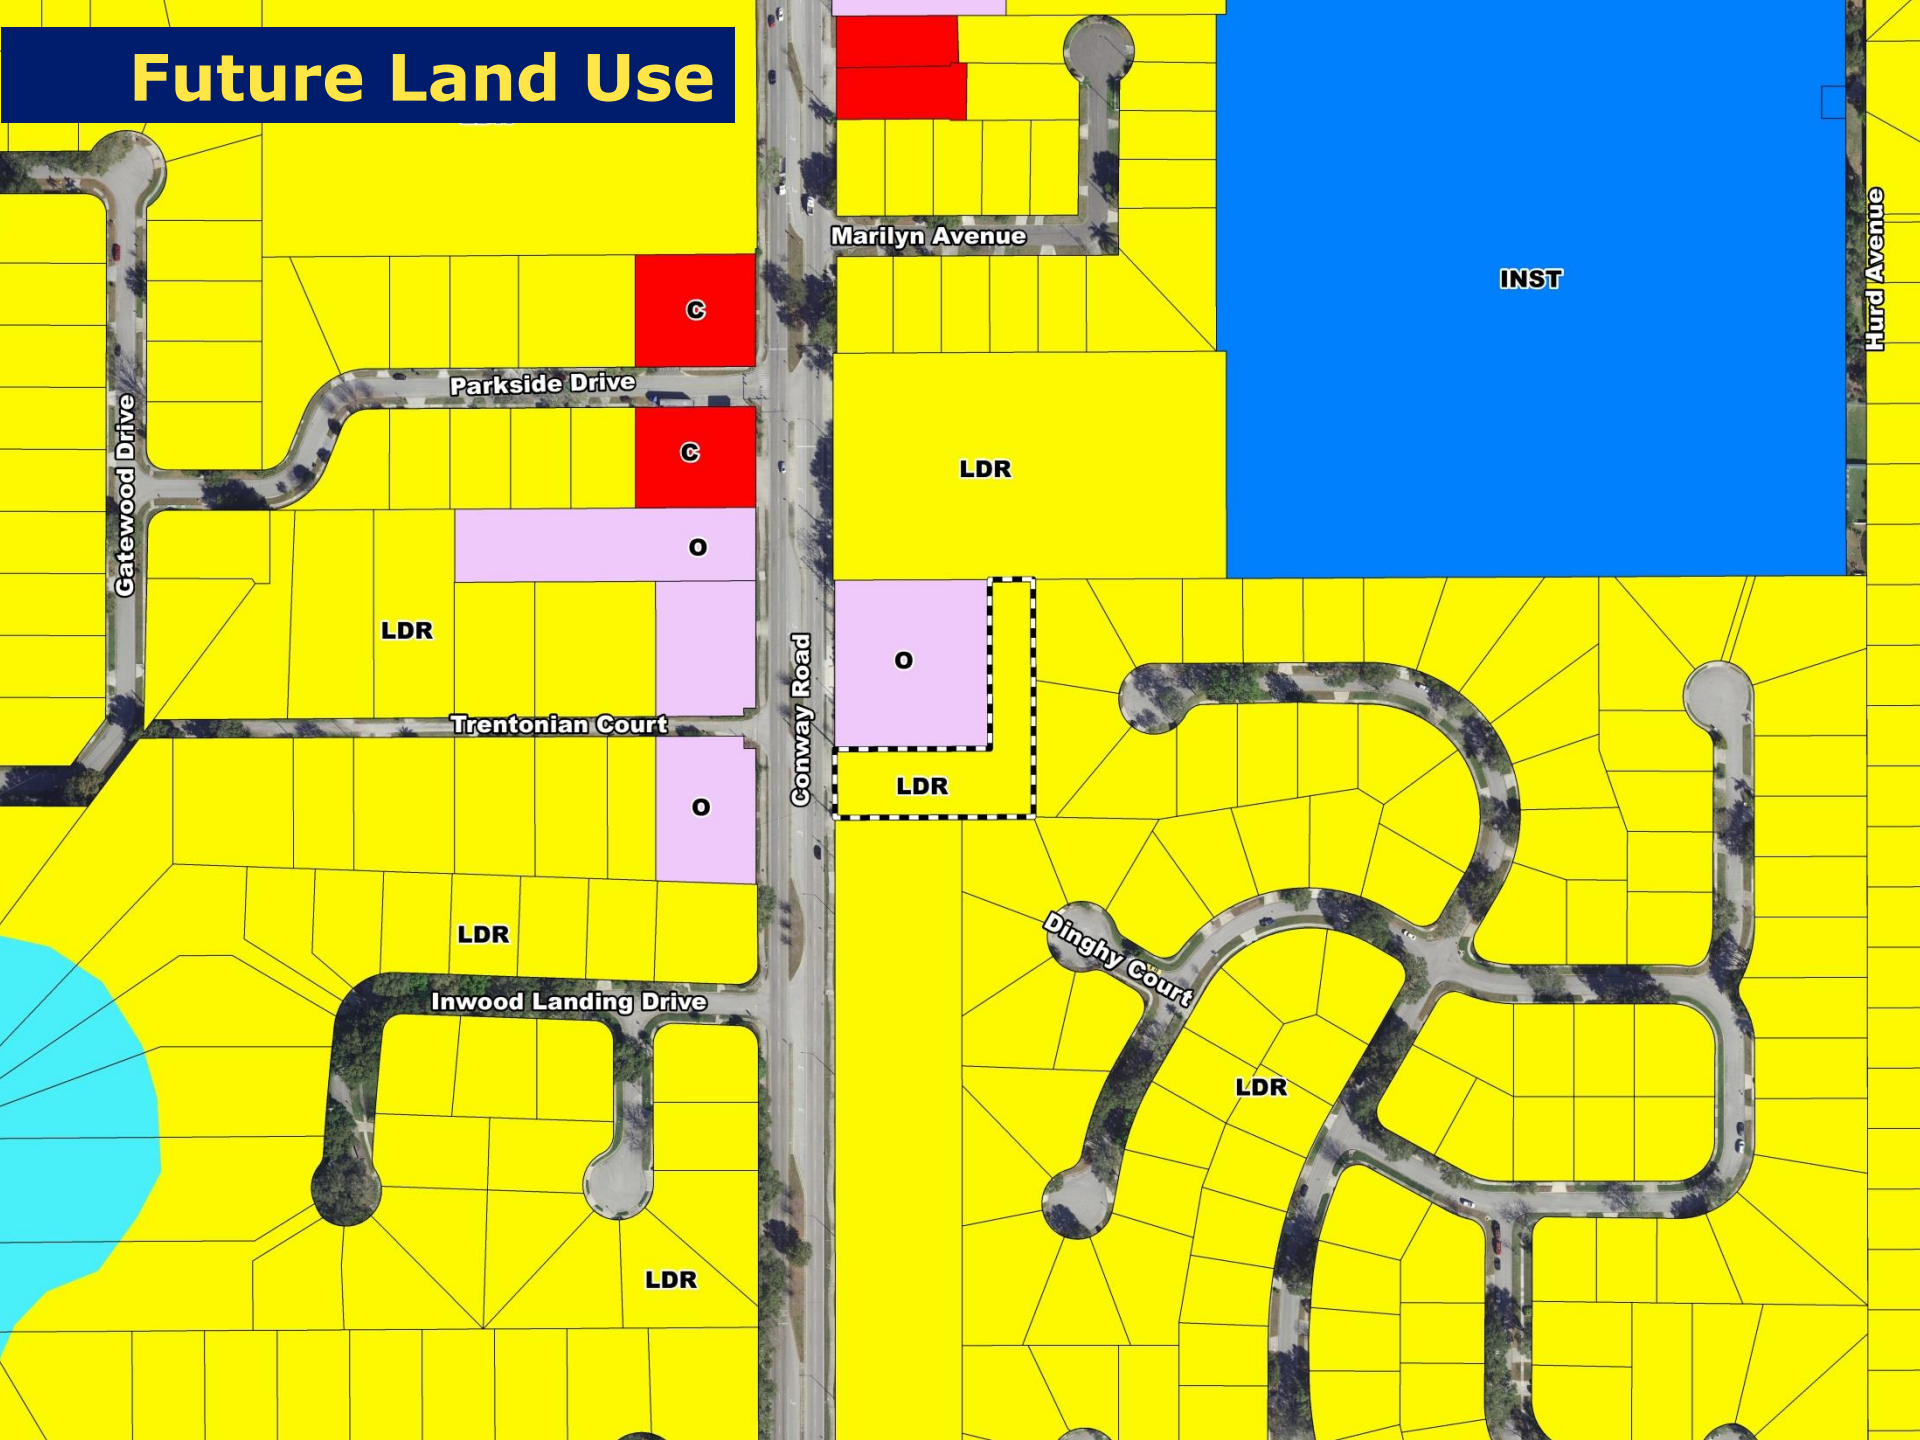 Future Land Use
Marilyn Avenue
INST
Hurd Avenue
C
Parkside Drive
C
LDR
Gatewood Drive
O
LDR
O
Conway Road
Trentonian Court
LDR
O
LDR
Dinghy Court
Inwood Landing Drive
LDR
LDR